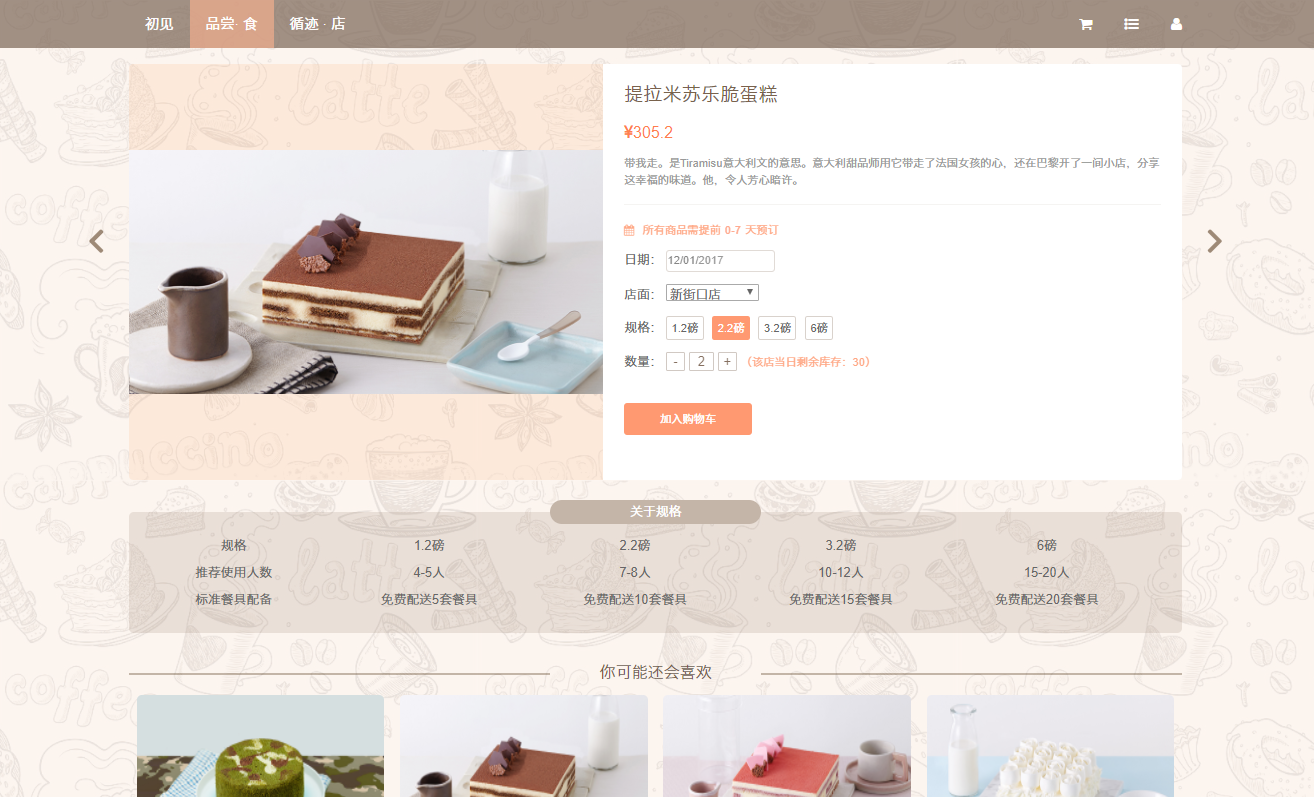 初见 品尝· 食 循迹 · 店
提拉米苏乐脆蛋糕
¥305.2
带我走。是Tiramisu意大利文的意思。意大利甜品师用它带走了法国女孩的心，还在巴黎开了一间小店，分享
这幸福的味道。他，令人芳心暗许。
所有商品需提前 0-7 天预订
日期： 12/01/2017
店面： 新街口店
规格： 1.2磅 2.2磅 3.2磅 6磅
数量： - 2 + （该店当日剩余库存：30）
加入购物车
关于规格
规格 1.2磅 2.2磅 3.2磅 6磅
推荐使用人数 4-5人 7-8人 10-12人 15-20人
标准餐具配备 免费配送5套餐具 免费配送10套餐具 免费配送15套餐具 免费配送20套餐具
你可能还会喜欢
latte
coffee
cappuccino